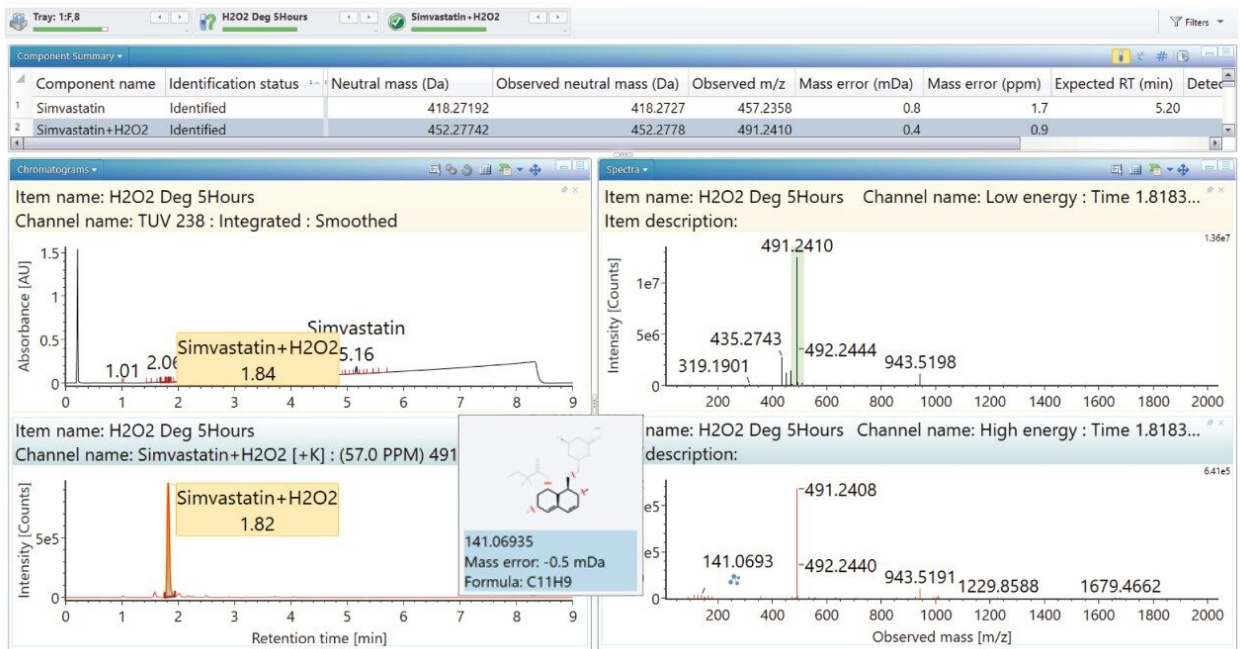 Tray: 1:F,8
H2O2 Deg 5Hours
Simvastatin+H2O2
Filters
Component Summary
Component name Identification status Neutral mass (Da) Observed neutral mass (Da) Observed m/z Mass error (mDa) Mass error (ppm) Expected RT (min) Detec
1 Simvastatin Identified 418.27192 418.2727 457.2358 0.8 1.7 5.20
2 Simvastatin+H2O2 Identified 452.27742 452.2778 491.2410 0.4 0.9
Chromatograms
Item name: H2O2 Deg 5Hours
Channel name: TUV 238 : Integrated : Smoothed
Absorbance [AU]
1.5
1
0.5
0
Simvastatin
5.16
Simvastatin+H2O2
1.84
1.01 2.06
0 1 2 3 4 5 6 7 8 9
Item name: H2O2 Deg 5Hours
Channel name: Simvastatin+H2O2 [+K] : (57.0 PPM) 491
Intensity [Counts]
5e5
0
Simvastatin+H2O2
1.82
0 1 2 3 4 5 6 7 8 9
Retention time [min]
141.06935
Mass error: -0.5 mDa
Formula: C11H9
Spectra
Item name: H2O2 Deg 5Hours Channel name: Low energy : Time 1.8183...
Item description:
1.36e7
Intensity [Counts]
1e7
5e6
0
491.2410
435.2743
492.2444
319.1901
943.5198
200 400 600 800 1000 1200 1400 1600 1800 2000
name: H2O2 Deg 5Hours Channel name: High energy : Time 1.8183...
description:
6.41e5
e5
e5
0
491.2408
141.0693
492.2440
943.5191
1229.8588
1679.4662
200 400 600 800 1000 1200 1400 1600 1800 2000
Observed mass [m/z]